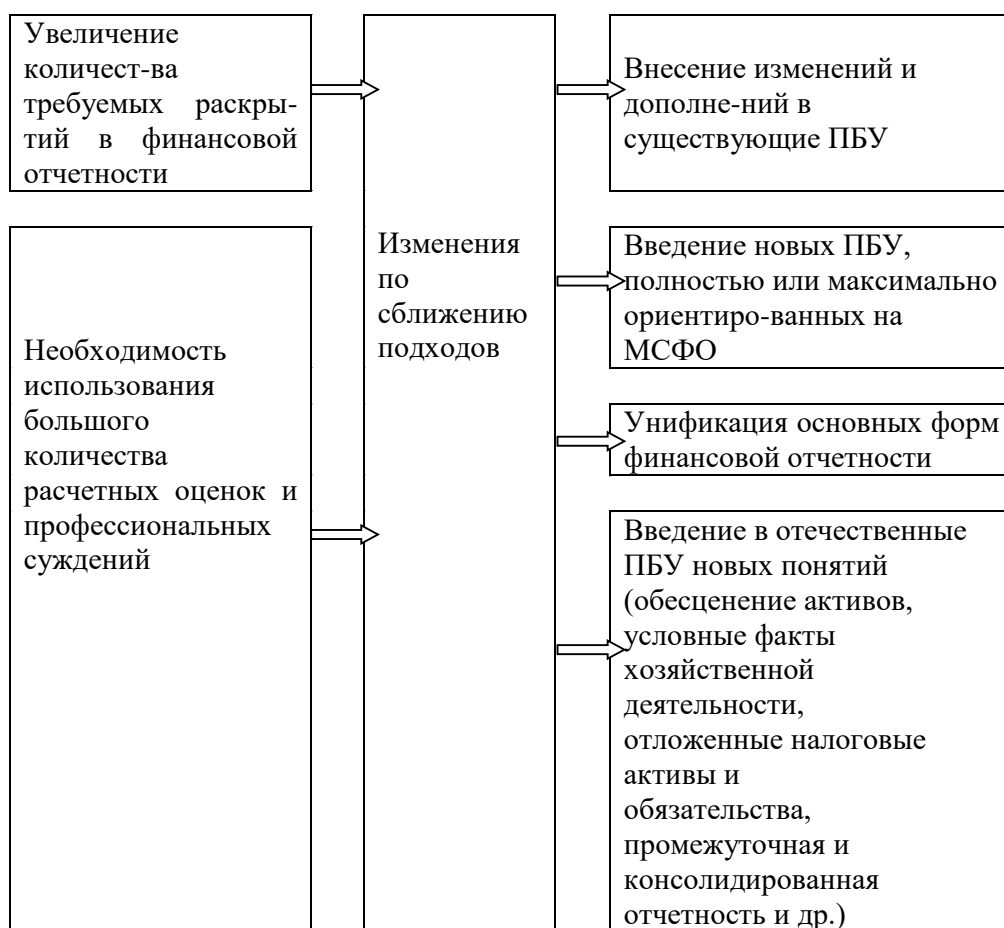 Увеличение
количест-ва
требуемых раскры-
тий в финансовой
отчетности
Необходимость
использования
большого
количества
расчетных оценок и
профессиональных
суждений
Изменения
по
сближению
подходов
Внесение изменений и
дополне-ний в
существующие ПБУ
Введение новых ПБУ,
полностью или максимально
ориентиро-ванных на
МСФО
Унификация основных форм
финансовой отчетности
Введение в отечественные
ПБУ новых понятий
(обесценение активов,
условные факты
хозяйственной
деятельности,
отложенные налоговые
активы и
обязательства,
промежуточная и
консолидированная
отчетность и др.)